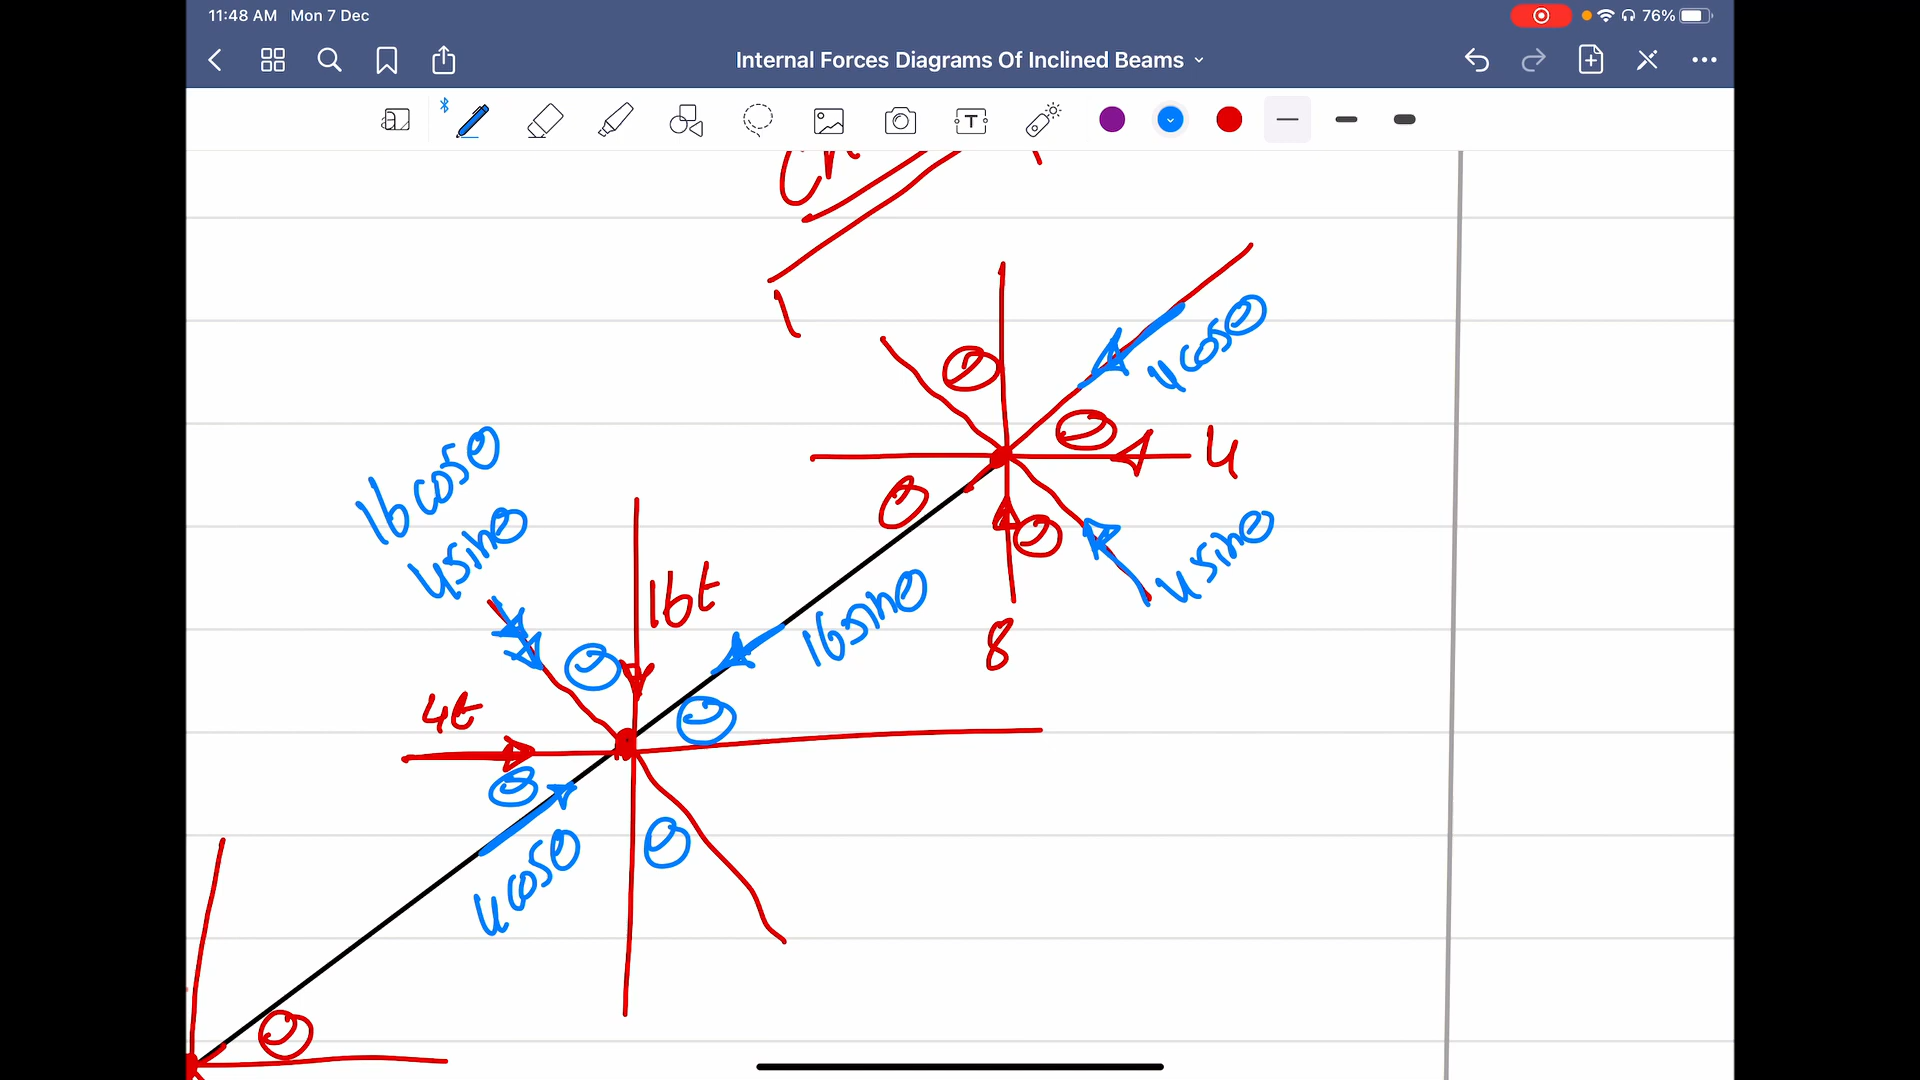 11:48 AM Mon 7 Dec
76%
Internal Forces Diagrams Of Inclined Beams
T
θ
4cosθ
θ
4
16cosθ
4sinθ
θ
θ
4sinθ
16t
16sinθ
8
θ
4t
θ
θ
4cosθ
θ
θ